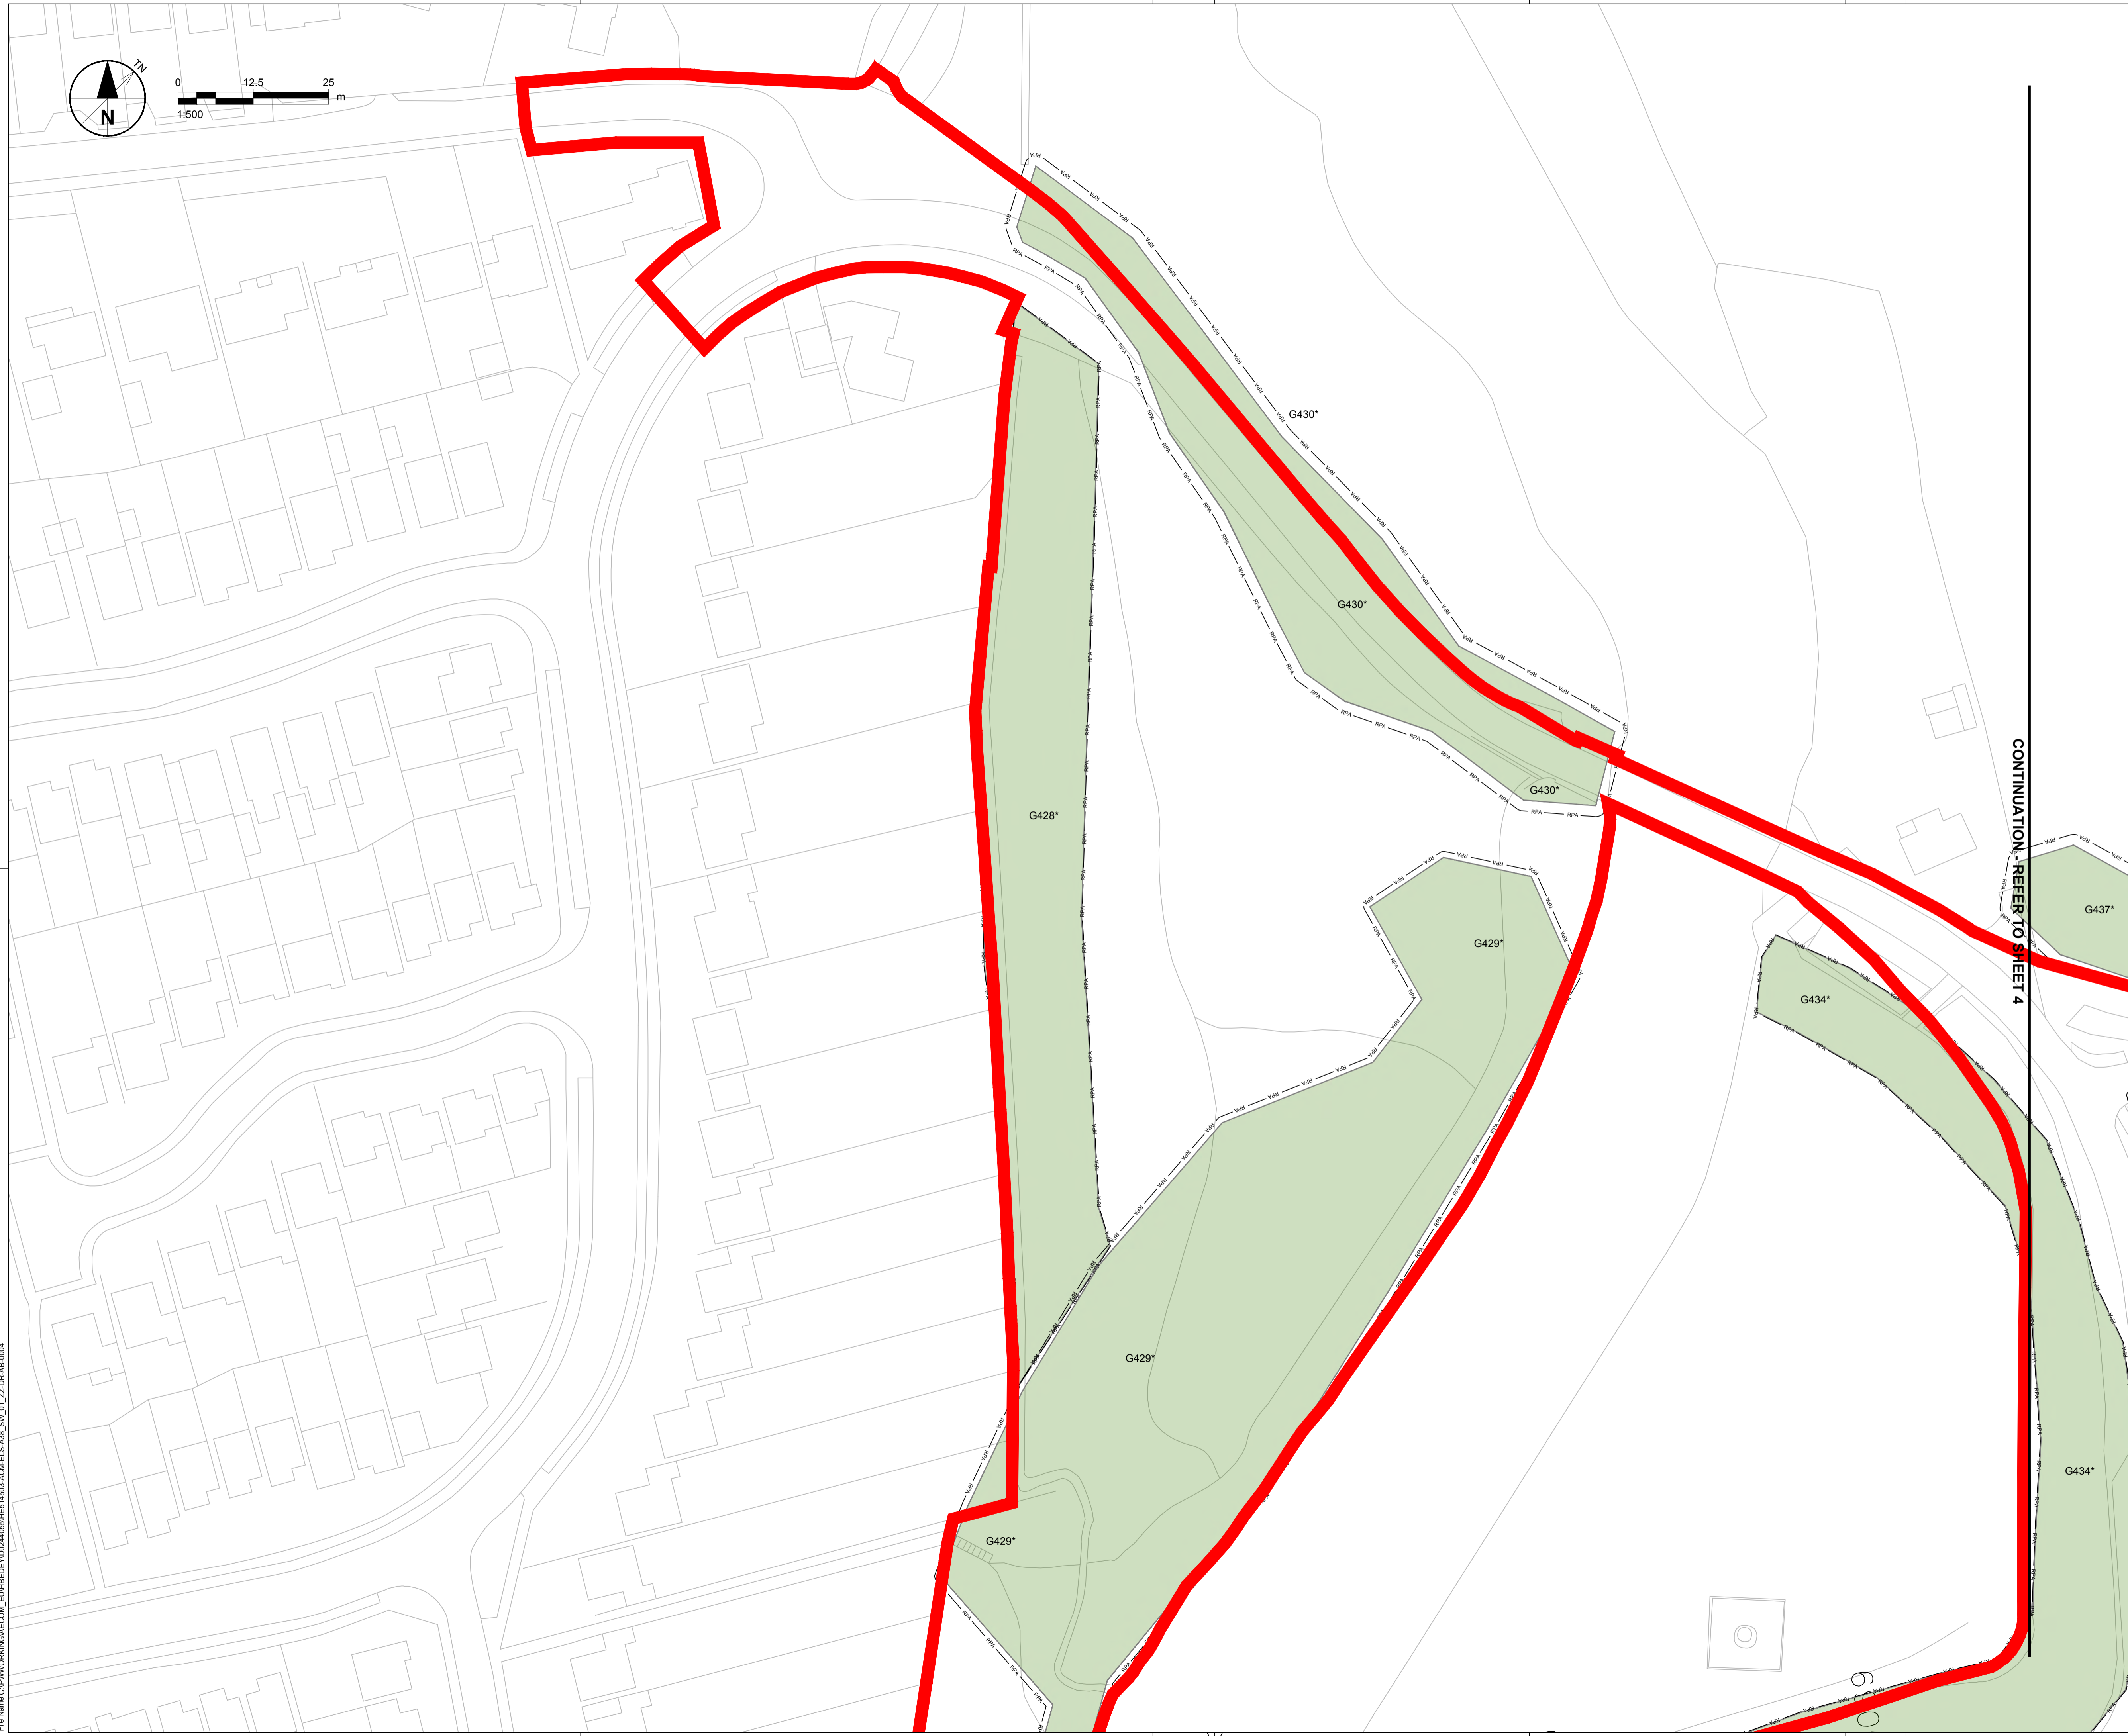 TN
N
0 12.5 25
m
1:500
RPA
G430*
G430*
G430*
G428*
G429*
G429*
G429*
G434*
G434*
G437*
CONTINUATION - REFER TO SHEET 4